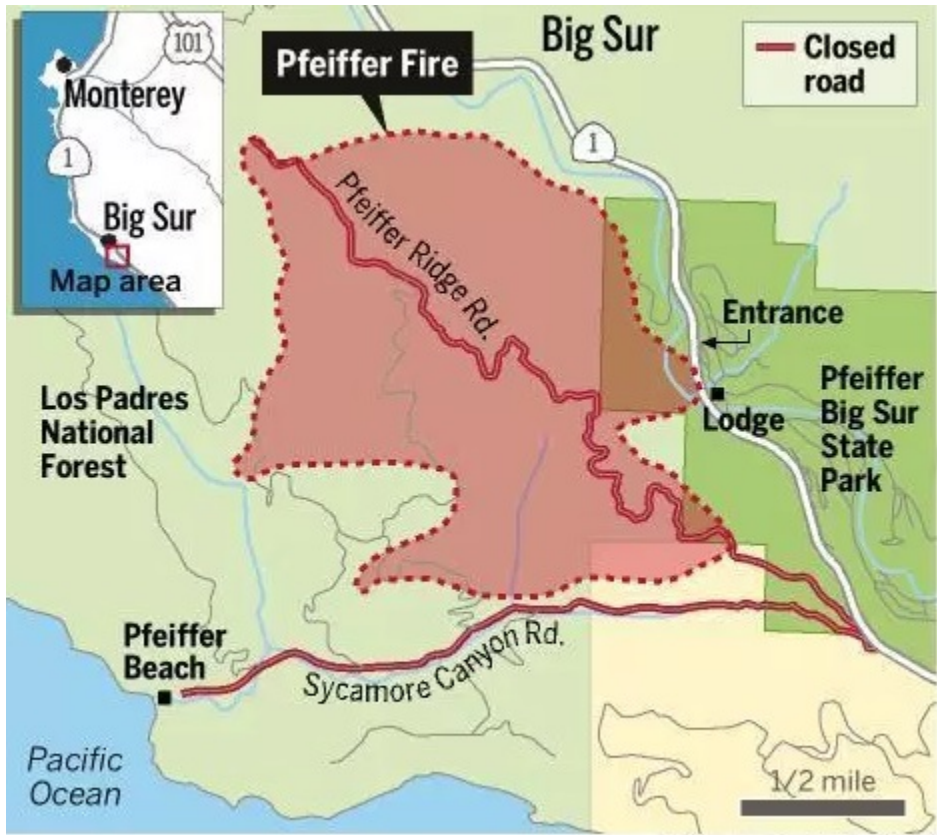 101
Monterey
1
Big Sur
Map area
Pfeiffer Fire
Big Sur
Closed
road
1
Pfeiffer Ridge Rd.
Entrance
Lodge
Pfeiffer
Big Sur
State
Park
Los Padres
National
Forest
Pfeiffer
Beach
Sycamore Canyon Rd.
Pacific
Ocean
1/2 mile